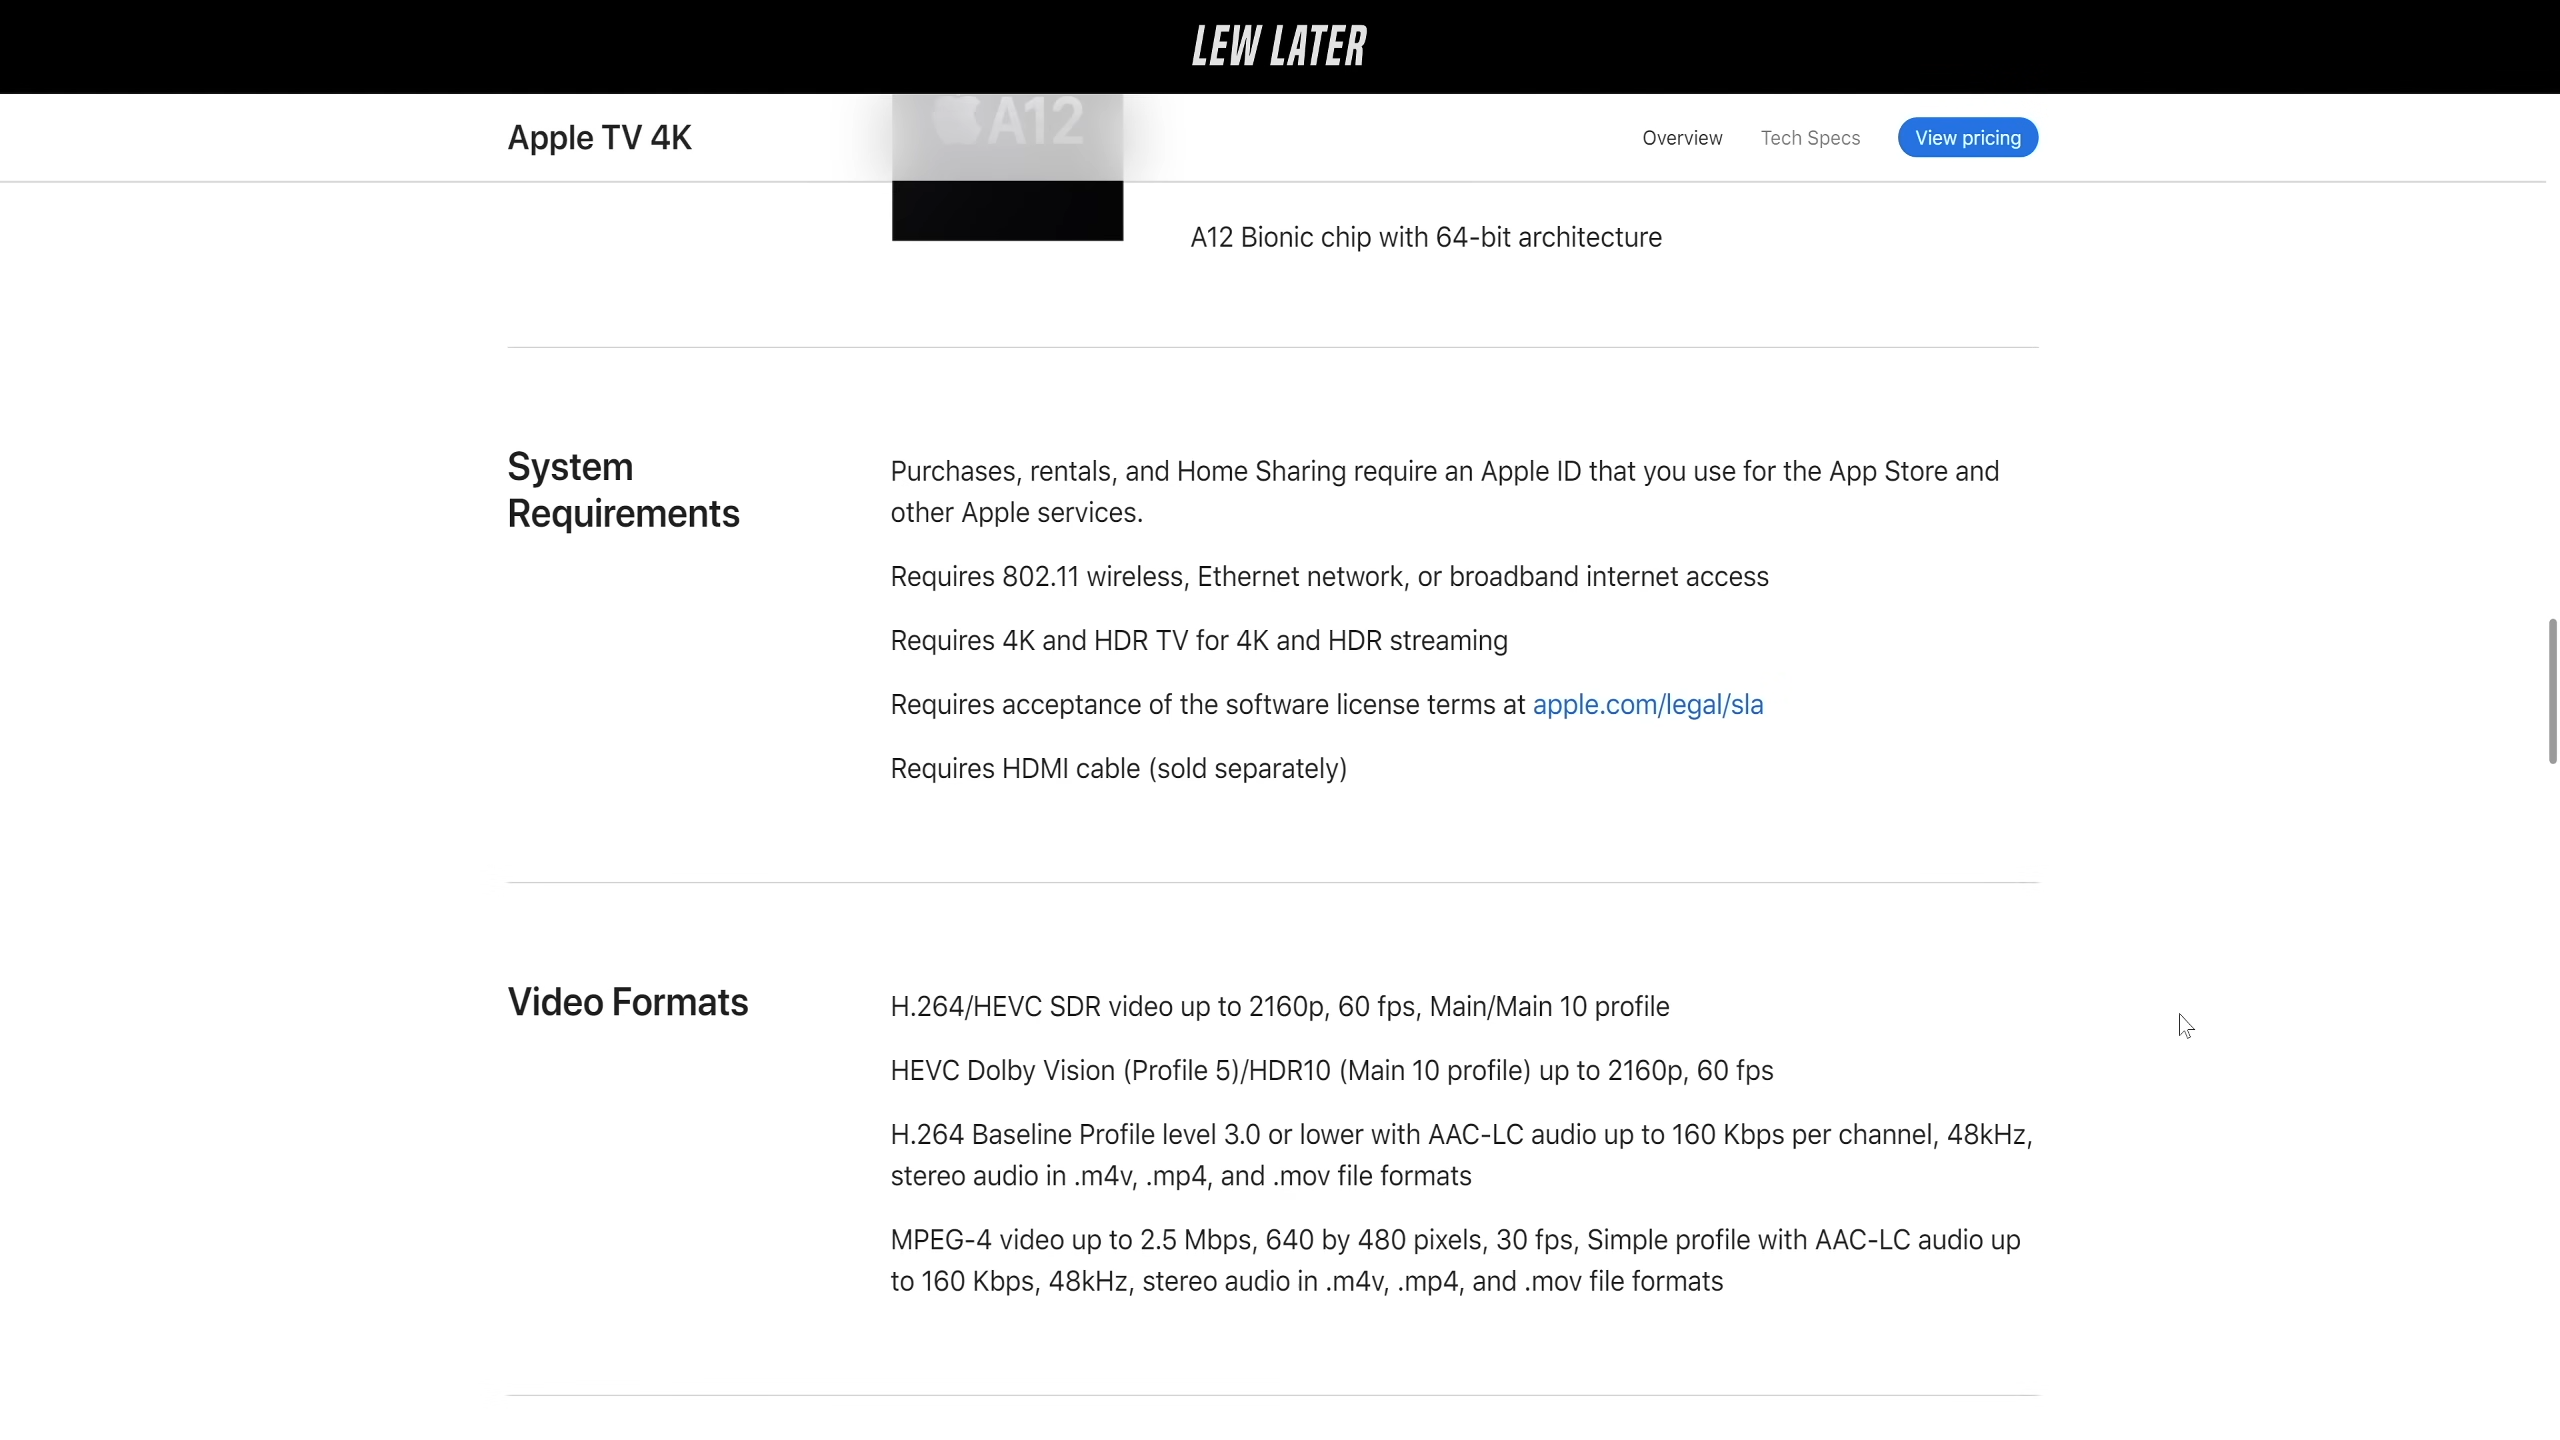 LEW LATER
Apple TV 4K
A12
Overview
Tech Specs
View pricing
A12 Bionic chip with 64-bit architecture
System
Requirements
Purchases, rentals, and Home Sharing require an Apple ID that you use for the App Store and
other Apple services.
Requires 802.11 wireless, Ethernet network, or broadband internet access
Requires 4K and HDR TV for 4K and HDR streaming
Requires acceptance of the software license terms at apple.com/legal/sla
Requires HDMI cable (sold separately)
Video Formats
H.264/HEVC SDR video up to 2160p, 60 fps, Main/Main 10 profile
HEVC Dolby Vision (Profile 5)/HDR10 (Main 10 profile) up to 2160p, 60 fps
H.264 Baseline Profile level 3.0 or lower with AAC-LC audio up to 160 Kbps per channel, 48kHz,
stereo audio in .m4v, .mp4, and .mov file formats
MPEG-4 video up to 2.5 Mbps, 640 by 480 pixels, 30 fps, Simple profile with AAC-LC audio up
to 160 Kbps, 48kHz, stereo audio in .m4v, .mp4, and .mov file formats